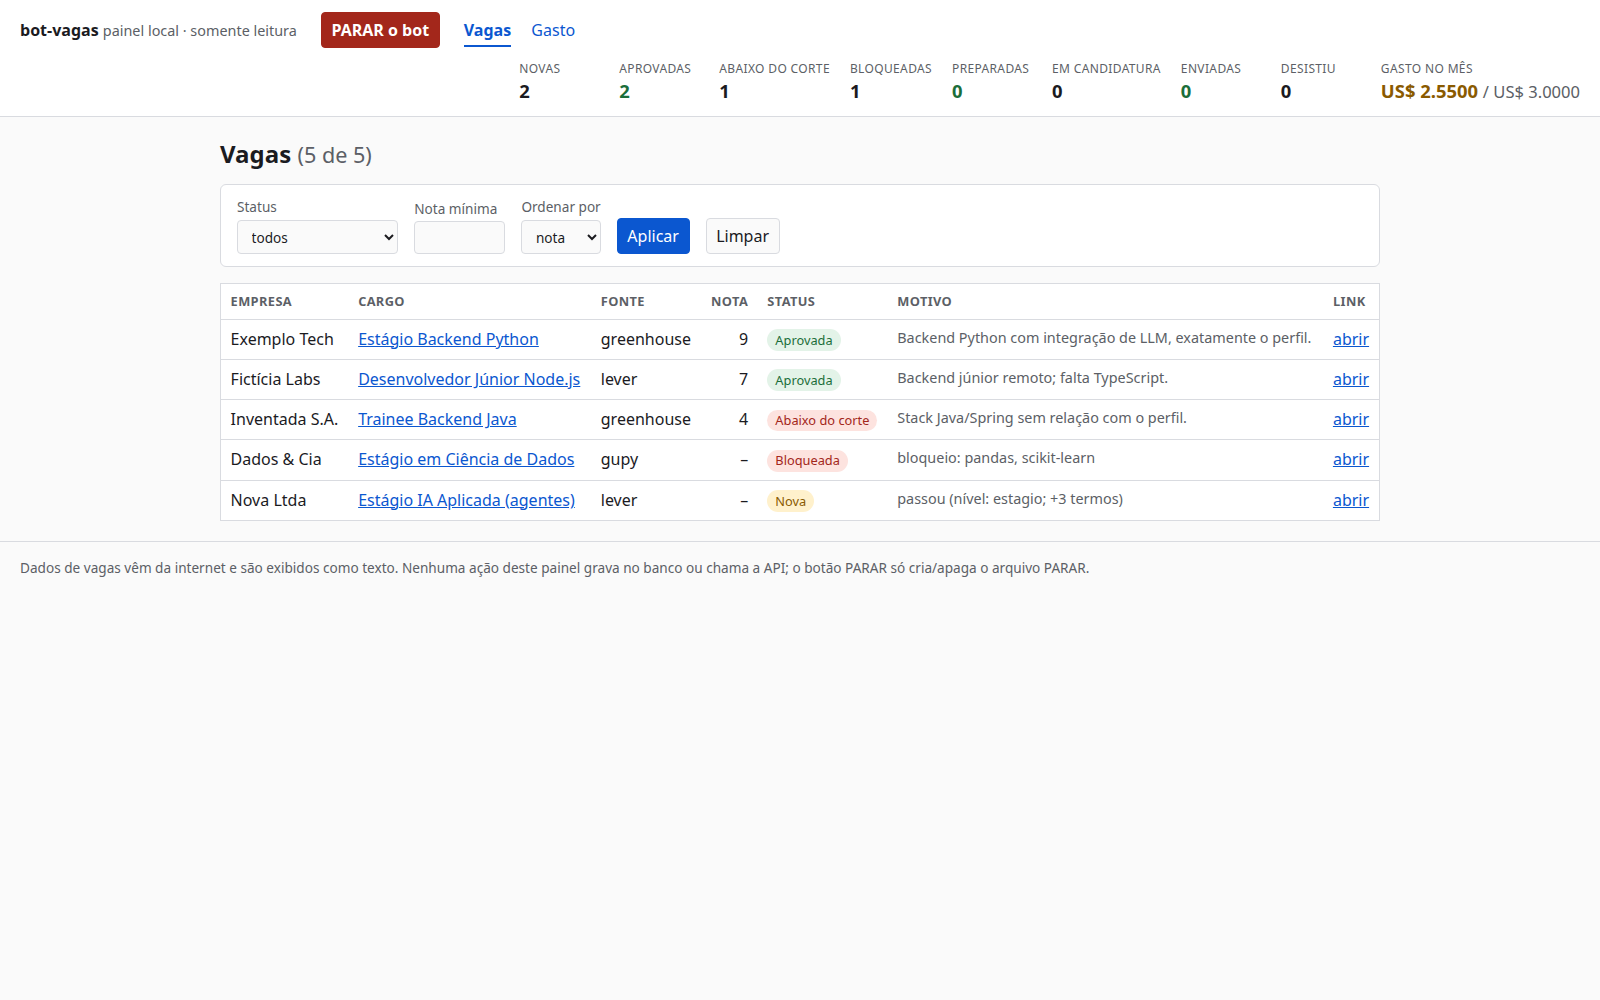 bot-vagas painel local · somente leitura PARAR o bot Vagas Gasto
NOVAS APROVADAS ABAIXO DO CORTE BLOQUEADAS PREPARADAS EM CANDIDATURA ENVIADAS DESISTIU GASTO NO MÊS
2 2 1 1 0 0 0 0 US$ 2.5500 / US$ 3.0000
Vagas (5 de 5)
Status Nota mínima Ordenar por
todos nota Aplicar Limpar
EMPRESA CARGO FONTE NOTA STATUS MOTIVO LINK
Exemplo Tech Estágio Backend Python greenhouse 9 Aprovada Backend Python com integração de LLM, exatamente o perfil. abrir
Fictícia Labs Desenvolvedor Júnior Node.js lever 7 Aprovada Backend júnior remoto; falta TypeScript. abrir
Inventada S.A. Trainee Backend Java greenhouse 4 Abaixo do corte Stack Java/Spring sem relação com o perfil. abrir
Dados & Cia Estágio em Ciência de Dados gupy – Bloqueada bloqueio: pandas, scikit-learn abrir
Nova Ltda Estágio IA Aplicada (agentes) lever – Nova passou (nível: estagio; +3 termos) abrir
Dados de vagas vêm da internet e são exibidos como texto. Nenhuma ação deste painel grava no banco ou chama a API; o botão PARAR só cria/apaga o arquivo PARAR.